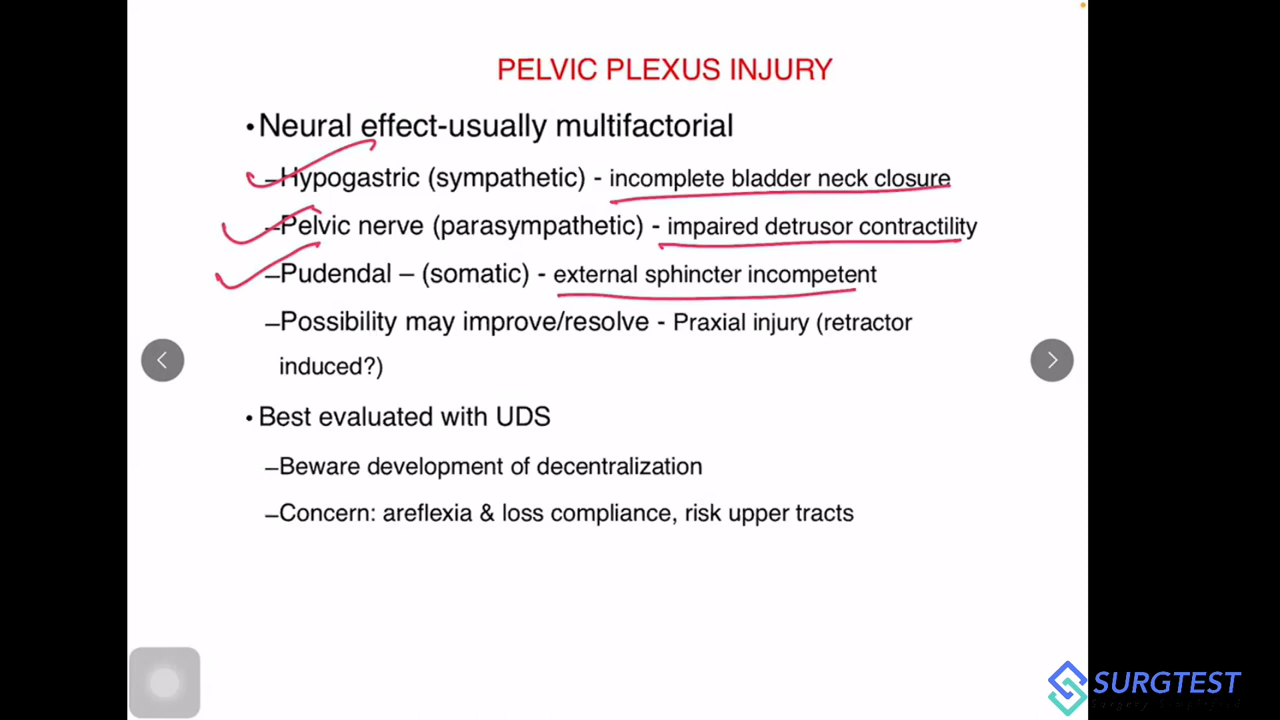 PELVIC PLEXUS INJURY
•Neural effect-usually multifactorial
–Hypogastric (sympathetic) - incomplete bladder neck closure
–Pelvic nerve (parasympathetic) - impaired detrusor contractility
–Pudendal – (somatic) - external sphincter incompetent
–Possibility may improve/resolve - Praxial injury (retractor
induced?)
•Best evaluated with UDS
–Beware development of decentralization
–Concern: areflexia & loss compliance, risk upper tracts
SURGTEST